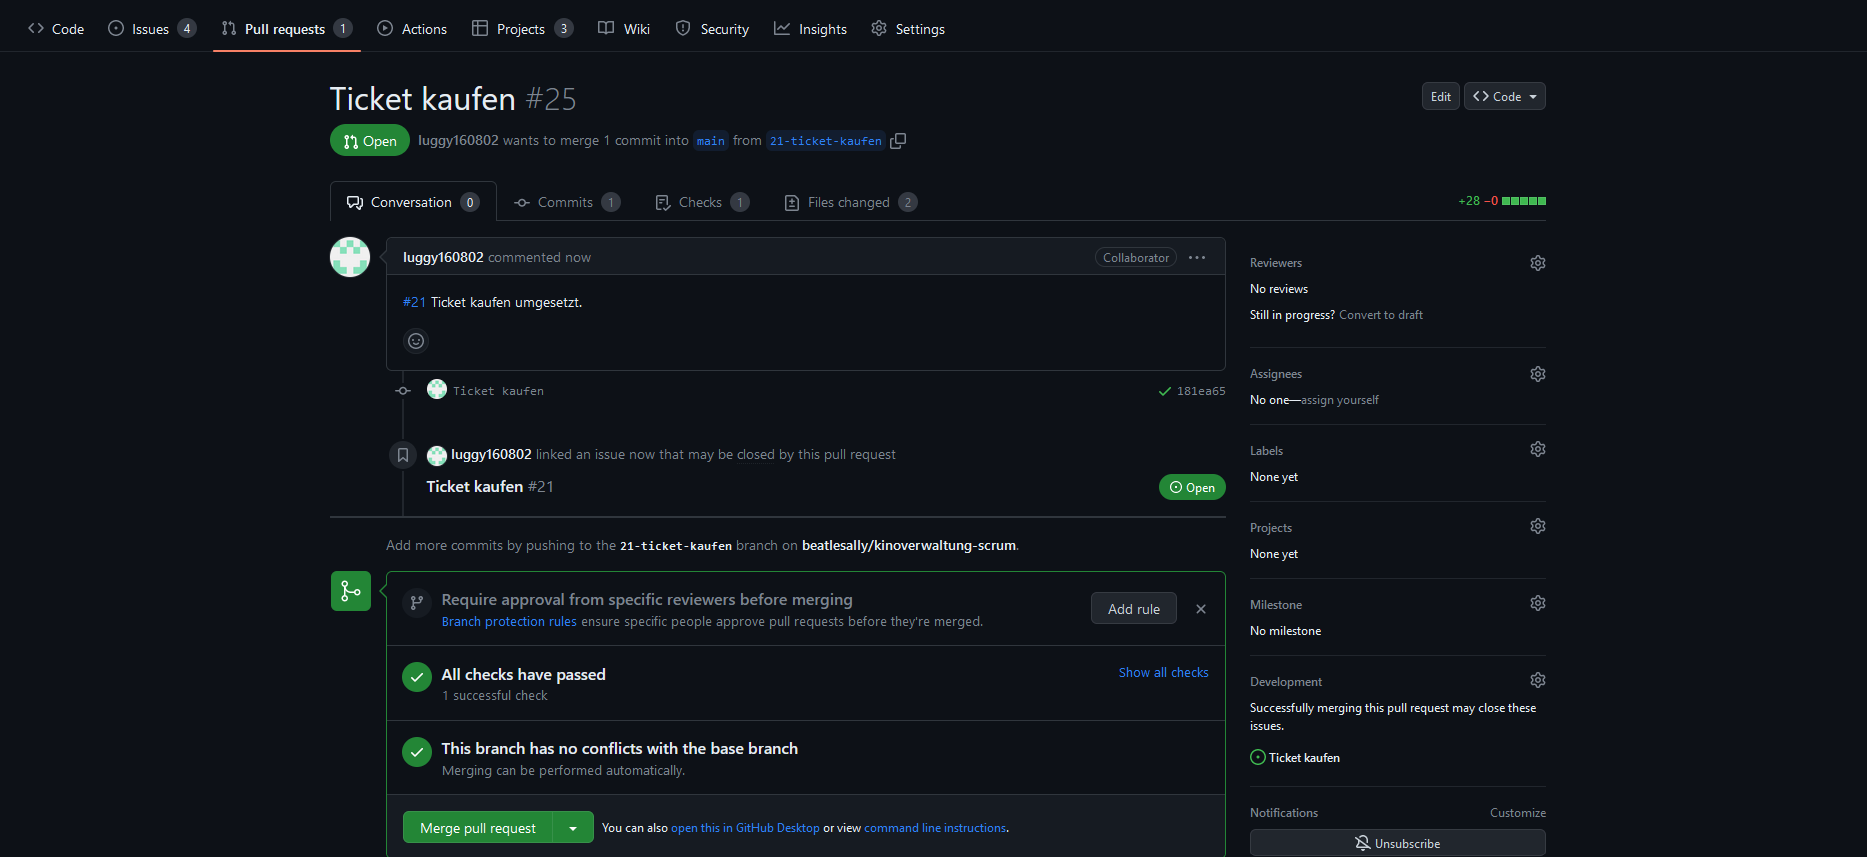 Code Issues 4 Pull requests 1 Actions Projects 3 Wiki Security Insights Settings
Ticket kaufen #25
Edit Code
Open luggy160802 wants to merge 1 commit into main from 21-ticket-kaufen
Conversation 0 Commits 1 Checks 1 Files changed 2
+28 −0
luggy160802 commented now
Collaborator
#21 Ticket kaufen umgesetzt.
Ticket kaufen
181ea65
luggy160802 linked an issue now that may be closed by this pull request
Ticket kaufen #21
Open
Add more commits by pushing to the 21-ticket-kaufen branch on beatlesally/kinoverwaltung-scrum.
Require approval from specific reviewers before merging
Branch protection rules ensure specific people approve pull requests before they're merged.
Add rule
All checks have passed
1 successful check
Show all checks
This branch has no conflicts with the base branch
Merging can be performed automatically.
Merge pull request
You can also open this in GitHub Desktop or view command line instructions.
Reviewers
No reviews
Still in progress? Convert to draft
Assignees
No one—assign yourself
Labels
None yet
Projects
None yet
Milestone
No milestone
Development
Successfully merging this pull request may close these
issues.
Ticket kaufen
Notifications Customize
Unsubscribe